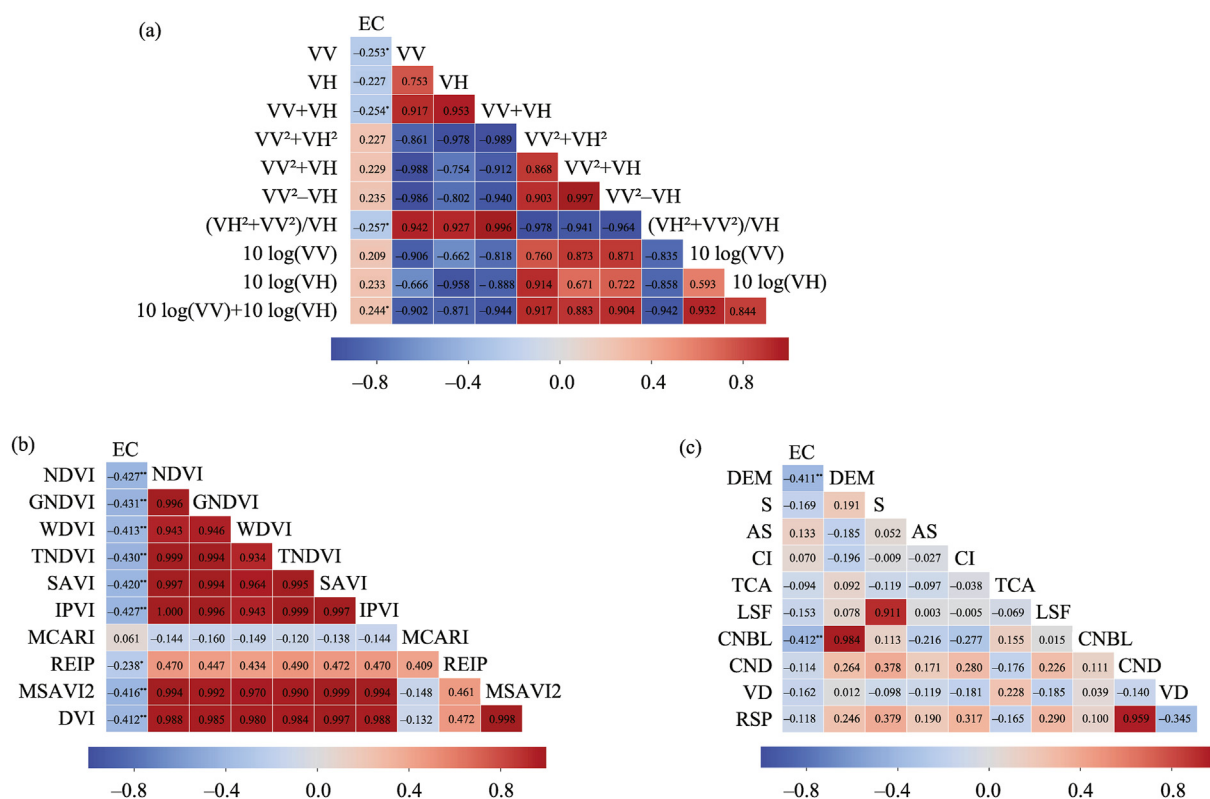 (a)
EC
VV –0.253* VV
VH –0.227 0.753 VH
VV+VH –0.254* 0.917 0.953 VV+VH
VV²+VH² 0.227 –0.861 –0.978 –0.989 VV²+VH²
VV²+VH 0.229 –0.988 –0.754 –0.912 0.868 VV²+VH
VV²–VH 0.235 –0.986 –0.802 –0.940 0.903 0.997 VV²–VH
(VH²+VV²)/VH –0.257* 0.942 0.927 0.996 –0.978 –0.941 –0.964 (VH²+VV²)/VH
10 log(VV) 0.209 –0.906 –0.662 –0.818 0.760 0.873 0.871 –0.835 10 log(VV)
10 log(VH) 0.233 –0.666 –0.958 –0.888 0.914 0.671 0.722 –0.858 0.593 10 log(VH)
10 log(VV)+10 log(VH) 0.244* –0.902 –0.871 –0.944 0.917 0.883 0.904 –0.942 0.932 0.844
–0.8 –0.4 0.0 0.4 0.8
(b)
EC
NDVI –0.427** NDVI
GNDVI –0.431** 0.996 GNDVI
WDVI –0.413** 0.943 0.946 WDVI
TNDVI –0.430** 0.999 0.994 0.934 TNDVI
SAVI –0.420** 0.997 0.994 0.964 0.995 SAVI
IPVI –0.427** 1.000 0.996 0.943 0.999 0.997 IPVI
MCARI 0.061 –0.144 –0.160 –0.149 –0.120 –0.138 –0.144 MCARI
REIP –0.238* 0.470 0.447 0.434 0.490 0.472 0.470 0.409 REIP
MSAVI2 –0.416** 0.994 0.992 0.970 0.990 0.999 0.994 –0.148 0.461 MSAVI2
DVI –0.412** 0.988 0.985 0.980 0.984 0.997 0.988 –0.132 0.472 0.998
–0.8 –0.4 0.0 0.4 0.8
(c)
EC
DEM –0.411** DEM
S –0.169 0.191 S
AS 0.133 –0.185 0.052 AS
CI 0.070 –0.196 –0.009 –0.027 CI
TCA –0.094 0.092 –0.119 –0.097 –0.038 TCA
LSF –0.153 0.078 0.911 0.003 –0.005 –0.069 LSF
CNBL –0.412** 0.984 0.113 –0.216 –0.277 0.155 0.015 CNBL
CND –0.114 0.264 0.378 0.171 0.280 –0.176 0.226 0.111 CND
VD –0.162 0.012 –0.098 –0.119 –0.181 0.228 –0.185 0.039 –0.140 VD
RSP –0.118 0.246 0.379 0.190 0.317 –0.165 0.290 0.100 0.959 –0.345
–0.8 –0.4 0.0 0.4 0.8